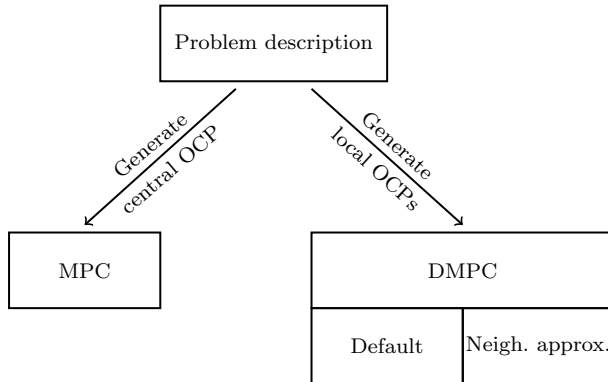 Problem description
Generate
central OCP
Generate
local OCPs
MPC
DMPC
Default
Neigh. approx.